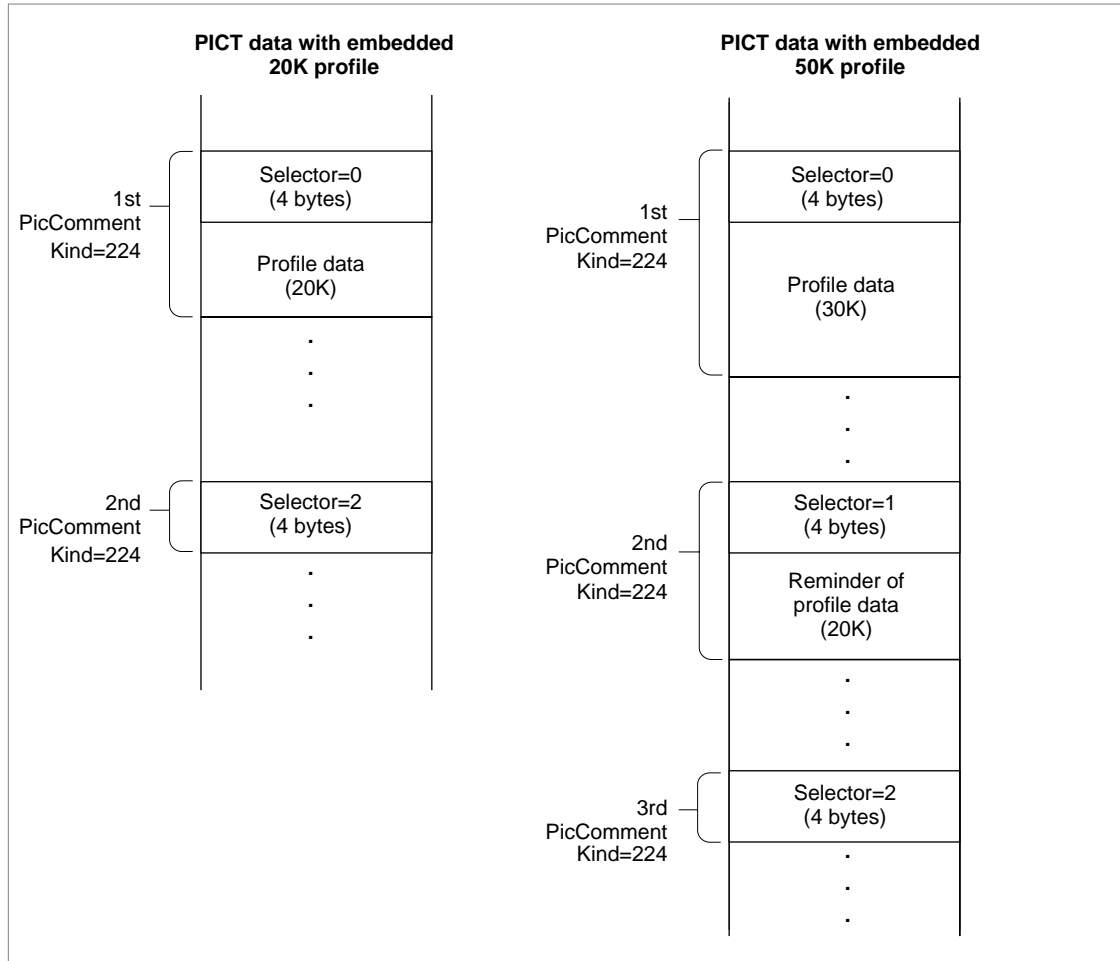 PICT data with embedded
20K profile
1st
PicComment
Kind=224
Selector=0
(4 bytes)
Profile data
(20K)
2nd
PicComment
Kind=224
Selector=2
(4 bytes)
PICT data with embedded
50K profile
1st
PicComment
Kind=224
Selector=0
(4 bytes)
Profile data
(30K)
2nd
PicComment
Kind=224
Selector=1
(4 bytes)
Reminder of
profile data
(20K)
3rd
PicComment
Kind=224
Selector=2
(4 bytes)